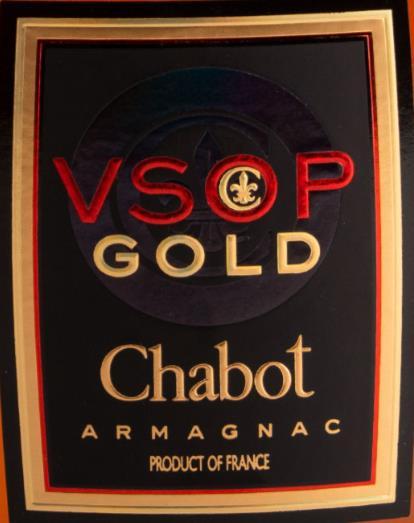 VSOP
GOLD
Chabot
ARMAGNAC
PRODUCT OF FRANCE